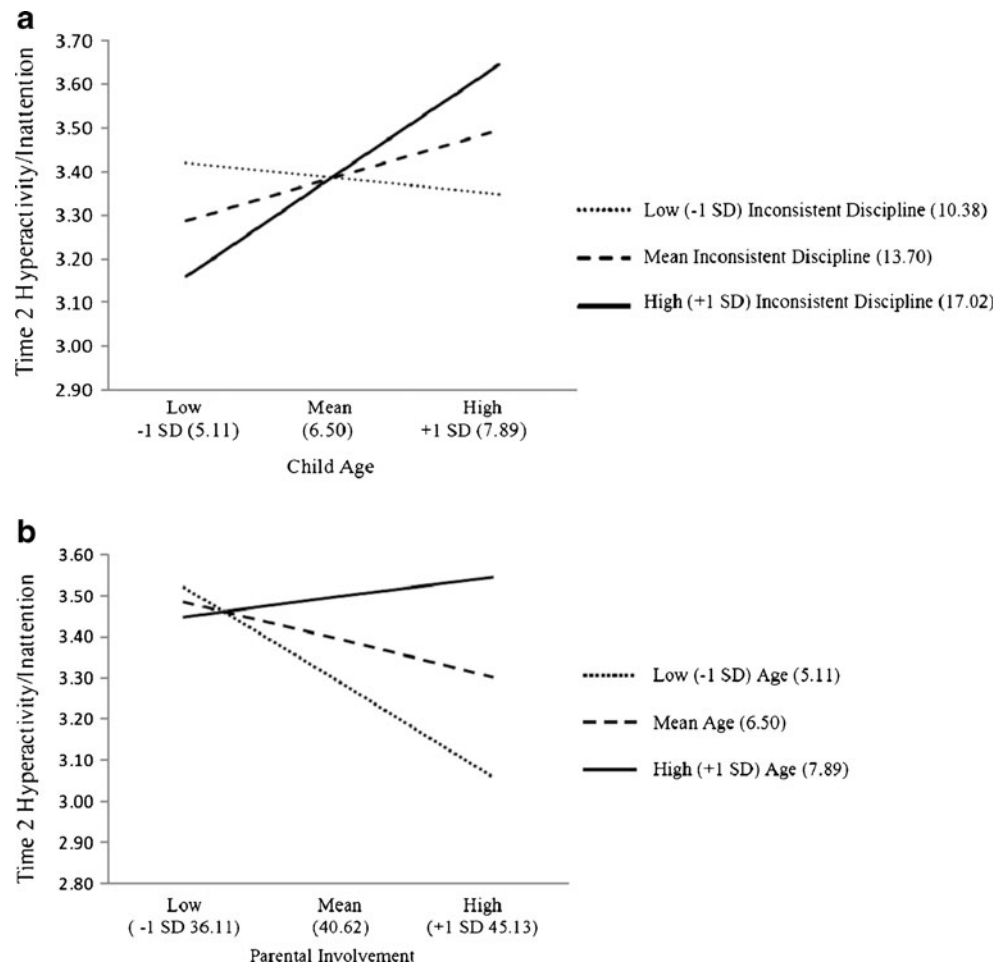 a
Time 2 Hyperactivity/Inattention
3.70
3.60
3.50
3.40
3.30
3.20
3.10
3.00
2.90
Low Mean High
-1 SD (5.11) (6.50) +1 SD (7.89)
Child Age
Low (-1 SD) Inconsistent Discipline (10.38)
Mean Inconsistent Discipline (13.70)
High (+1 SD) Inconsistent Discipline (17.02)
b
Time 2 Hyperactivity/Inattention
3.60
3.50
3.40
3.30
3.20
3.10
3.00
2.90
2.80
Low Mean High
( -1 SD 36.11) (40.62) (+1 SD 45.13)
Parental Involvement
Low (-1 SD) Age (5.11)
Mean Age (6.50)
High (+1 SD) Age (7.89)